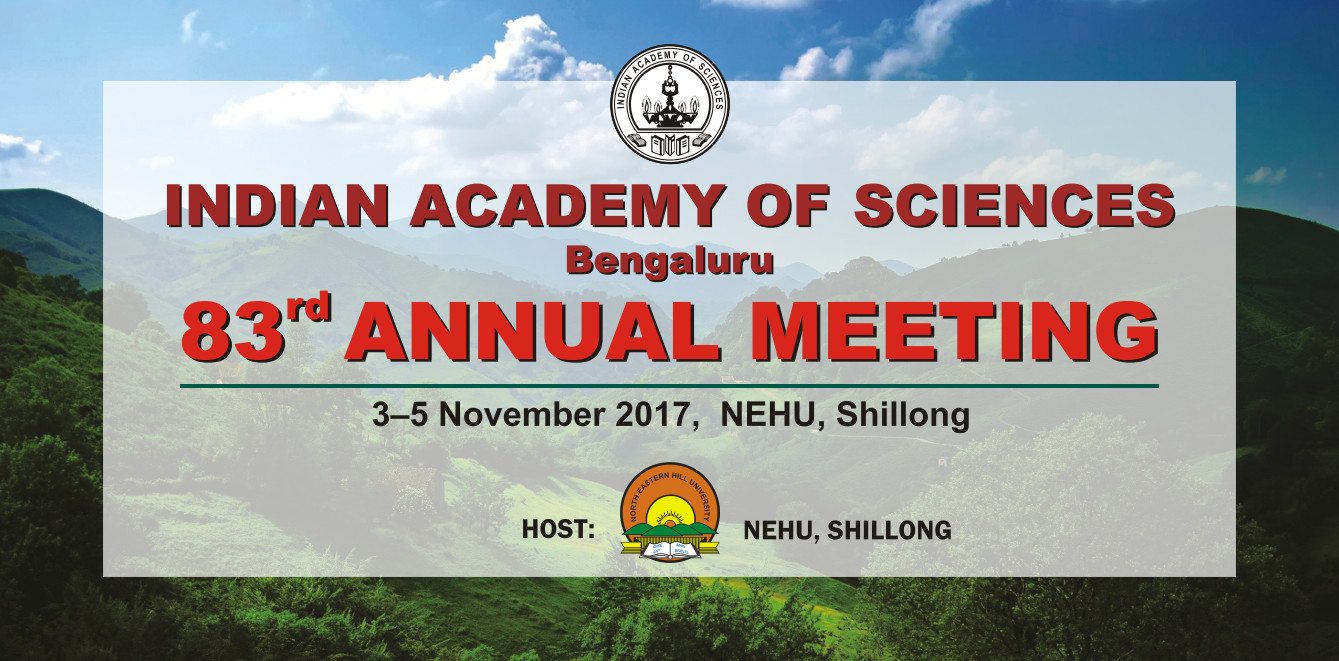 INDIAN ACADEMY OF SCIENCES
INDIAN ACADEMY OF SCIENCES
Bengaluru
83rd ANNUAL MEETING
3–5 November 2017, NEHU, Shillong
NORTH-EASTERN HILL UNIVERSITY
HOST:
NEHU, SHILLONG